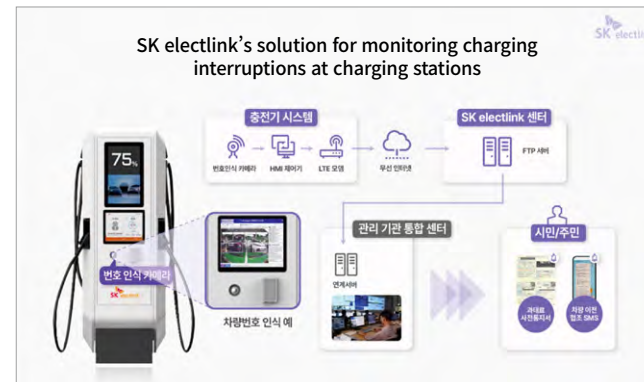 SK electlink
SK electlink’s solution for monitoring charging
interruptions at charging stations
충전기 시스템
번호인식 카메라
HMI 제어기
LTE 모뎀
무선 인터넷
SK electlink 센터
FTP 서버
75%
번호 인식 카메라
SK electlink
차량번호 인식 예
관리 기관 통합 센터
연계서버
시민/주민
과태료
사전통지서
차량 이전
협조 SMS